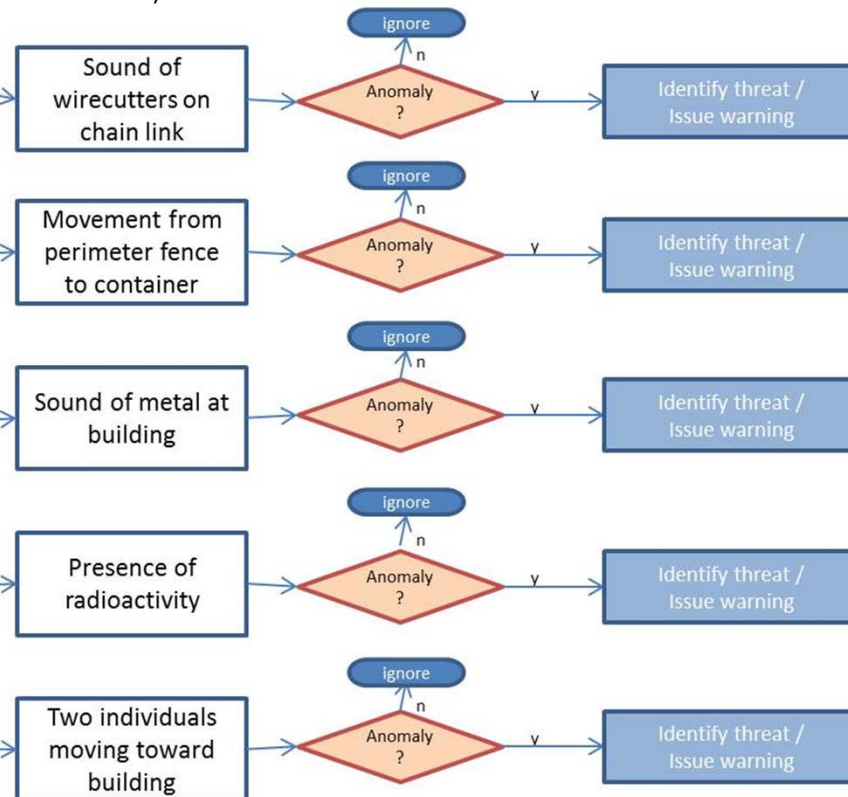 ignore
n
Sound of
wirecutters on
chain link
Anomaly
?
y
Identify threat /
Issue warning
ignore
n
Movement from
perimeter fence
to container
Anomaly
?
y
Identify threat /
Issue warning
ignore
n
Sound of metal at
building
Anomaly
?
y
Identify threat /
Issue warning
ignore
n
Presence of
radioactivity
Anomaly
?
y
Identify threat /
Issue warning
ignore
n
Two individuals
moving toward
building
Anomaly
?
y
Identify threat /
Issue warning